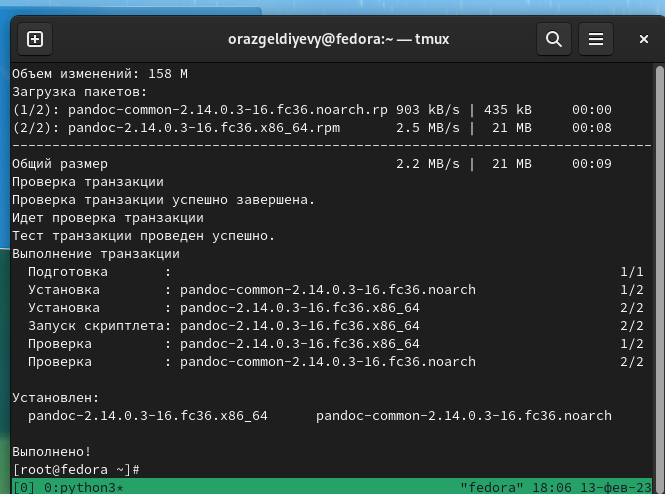 orazgeldiyevy@fedora:~ — tmux
Объем изменений: 158 M
Загрузка пакетов:
(1/2): pandoc-common-2.14.0.3-16.fc36.noarch.rp 903 kB/s | 435 kB     00:00
(2/2): pandoc-2.14.0.3-16.fc36.x86_64.rpm       2.5 MB/s |  21 MB     00:08
--------------------------------------------------------------------------------
Общий размер                                    2.2 MB/s |  21 MB     00:09
Проверка транзакции
Проверка транзакции успешно завершена.
Идет проверка транзакции
Тест транзакции проведен успешно.
Выполнение транзакции
  Подготовка       :                                                        1/1
  Установка        : pandoc-common-2.14.0.3-16.fc36.noarch                  1/2
  Установка        : pandoc-2.14.0.3-16.fc36.x86_64                         2/2
  Запуск скриптлета: pandoc-2.14.0.3-16.fc36.x86_64                         2/2
  Проверка         : pandoc-2.14.0.3-16.fc36.x86_64                         1/2
  Проверка         : pandoc-common-2.14.0.3-16.fc36.noarch                  2/2
Установлен:
  pandoc-2.14.0.3-16.fc36.x86_64      pandoc-common-2.14.0.3-16.fc36.noarch
Выполнено!
[root@fedora ~]#
[0] 0:python3*                                          "fedora" 18:06 13-фев-23